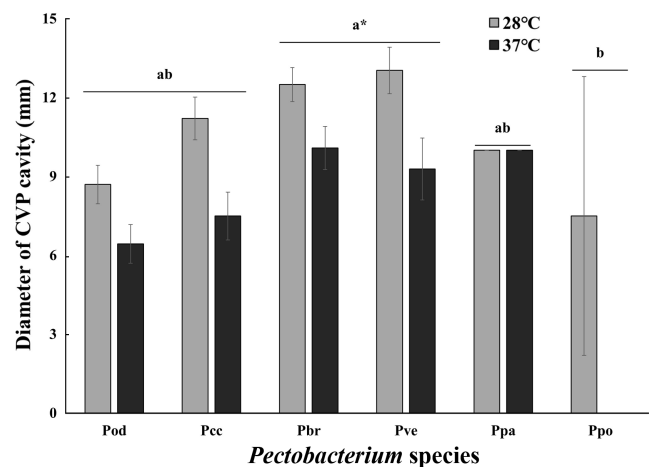 15
12
9
6
3
0
Diameter of CVP cavity (mm)
28°C
37°C
ab
a*
ab
b
Pod Pcc Pbr Pve Ppa Ppo
Pectobacterium species